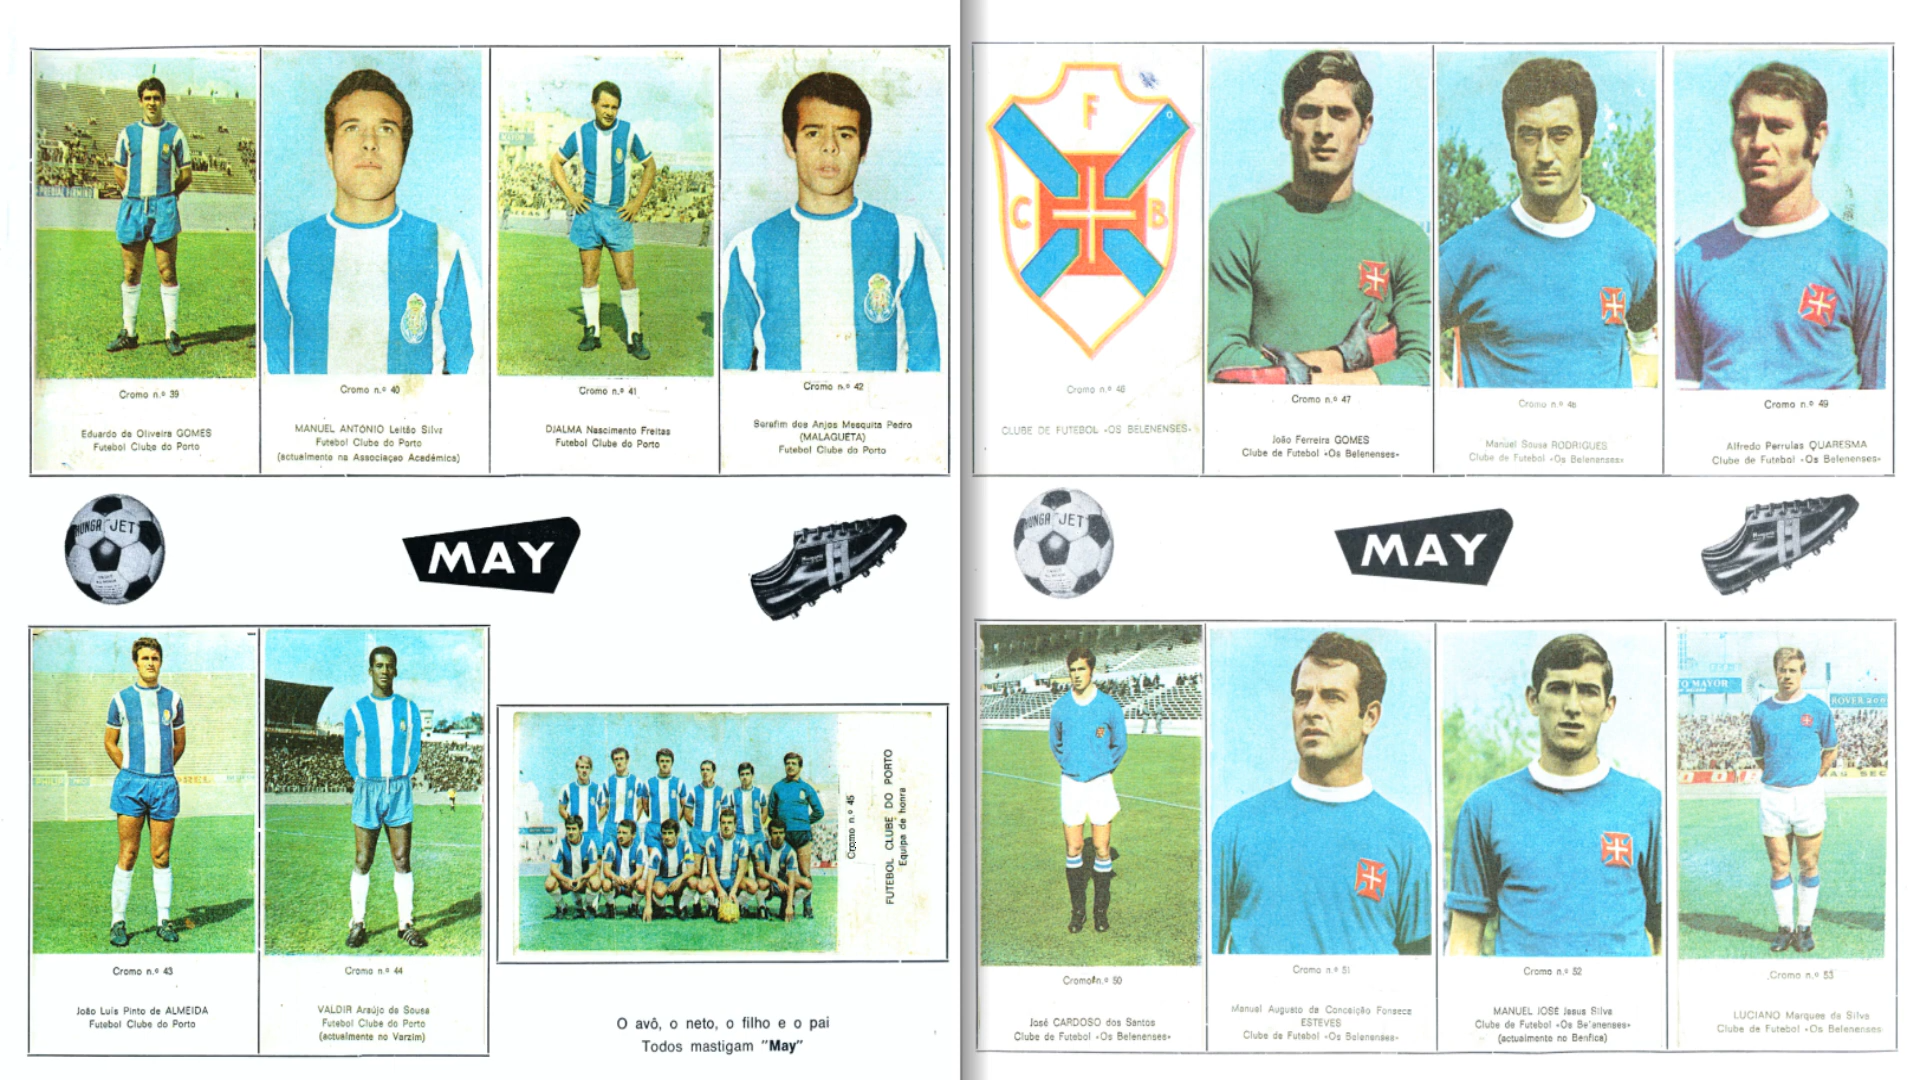 Cromo n.º 39
Eduardo de Oliveira GOMES
Futebol Clube do Porto
Cromo n.º 40
MANUEL ANTÓNIO Leitão Silva
Futebol Clube do Porto
(actualmente na Associação Académica)
Cromo n.º 41
DJALMA Nascimento Freitas
Futebol Clube do Porto
Cromo n.º 42
Serafim dos Anjos Mesquita Pedro
(MALAGUETA)
Futebol Clube do Porto
HUNGA JET
MAY
Cromo n.º 43
João Luís Pinto de ALMEIDA
Futebol Clube do Porto
Cromo n.º 44
VALDIR Araújo de Sousa
Futebol Clube do Porto
(actualmente no Varzim)
Cromo n.º 45
FUTEBOL CLUBE DO PORTO
Equipa de honra
O avô, o neto, o filho e o pai
Todos mastigam "May"
F
C B
Cromo n.º 46
CLUBE DE FUTEBOL «OS BELENENSES»
Cromo n.º 47
João Ferreira GOMES
Clube de Futebol «Os Belenenses»
Cromo n.º 48
Manuel Sousa RODRIGUES
Clube de Futebol «Os Belenenses»
Cromo n.º 49
Alfredo Perrulas QUARESMA
Clube de Futebol «Os Belenenses»
HUNGA JET
MAY
Cromo n.º 50
José CARDOSO dos Santos
Clube de Futebol «Os Belenenses»
Cromo n.º 51
Manuel Augusto da Conceição Fonseca
ESTEVES
Clube de Futebol «Os Belenenses»
Cromo n.º 52
MANUEL JOSÉ Jesus Silva
Clube de Futebol «Os Belenenses»
(actualmente no Benfica)
O MAYOR
ROVER 2000
Cromo n.º 53
LUCIANO Marques da Silva
Clube de Futebol «Os Belenenses»